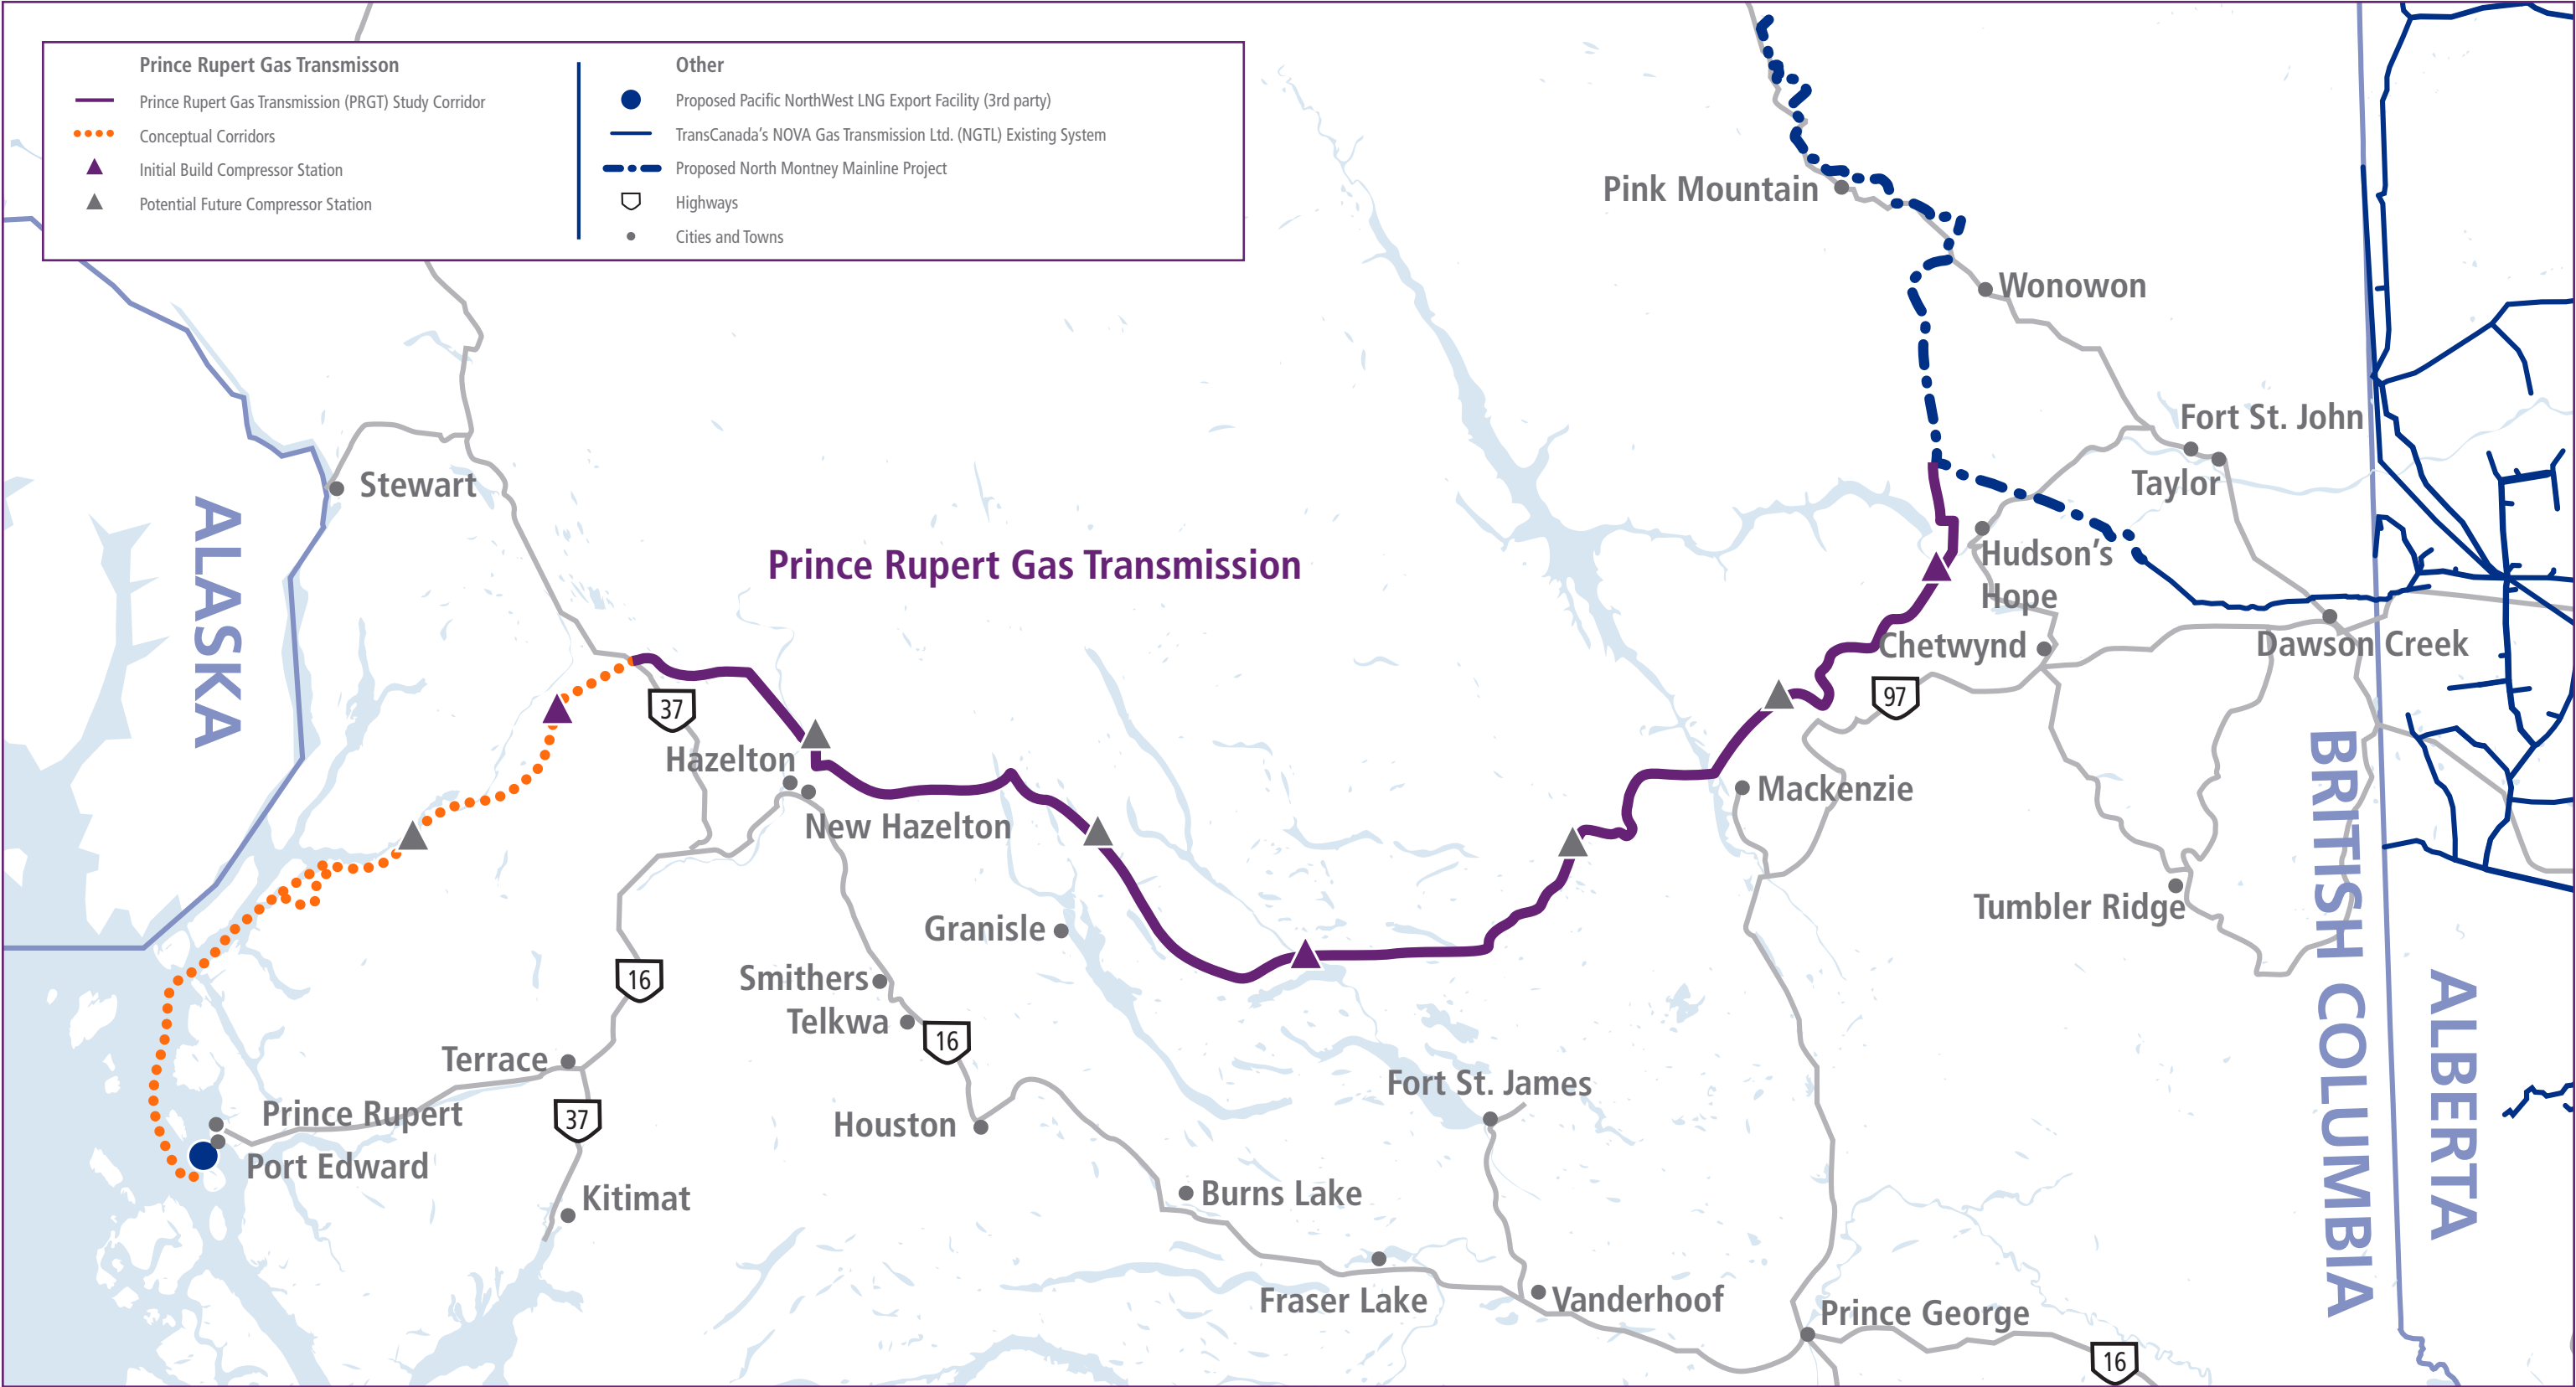 Prince Rupert Gas Transmisson
Prince Rupert Gas Transmission (PRGT) Study Corridor
Conceptual Corridors
Initial Build Compressor Station
Potential Future Compressor Station
Other
Proposed Pacific NorthWest LNG Export Facility (3rd party)
TransCanada's NOVA Gas Transmission Ltd. (NGTL) Existing System
Proposed North Montney Mainline Project
Highways
Cities and Towns
Pink Mountain
Wonowon
Fort St. John
Taylor
Stewart
ALASKA
Prince Rupert Gas Transmission
Hudson's
Hope
Chetwynd
Dawson Creek
37
97
Hazelton
Mackenzie
New Hazelton
Tumbler Ridge
Granisle
Smithers
16
Telkwa
16
Terrace
Fort St. James
BRITISH COLUMBIA
ALBERTA
Prince Rupert
37
Houston
Port Edward
Kitimat
Burns Lake
Fraser Lake
Vanderhoof
Prince George
16